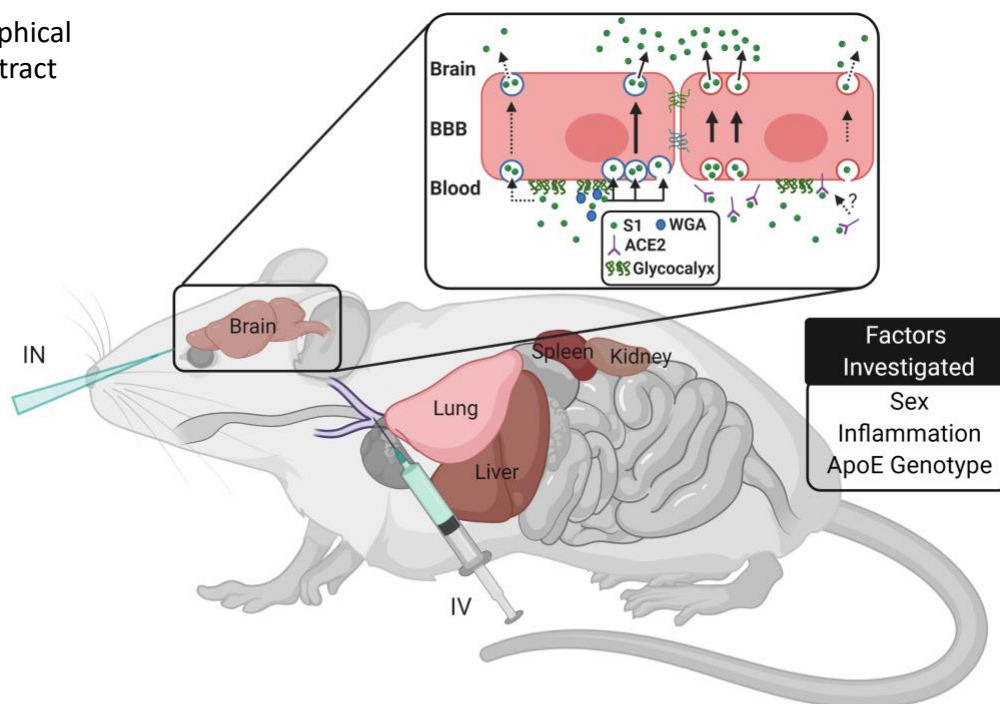 phical
tract
Brain
BBB
Blood
?
S1 WGA
ACE2
Glycocalyx
IN
Brain
Spleen Kidney
Lung
Liver
IV
Factors
Investigated
Sex
Inflammation
ApoE Genotype